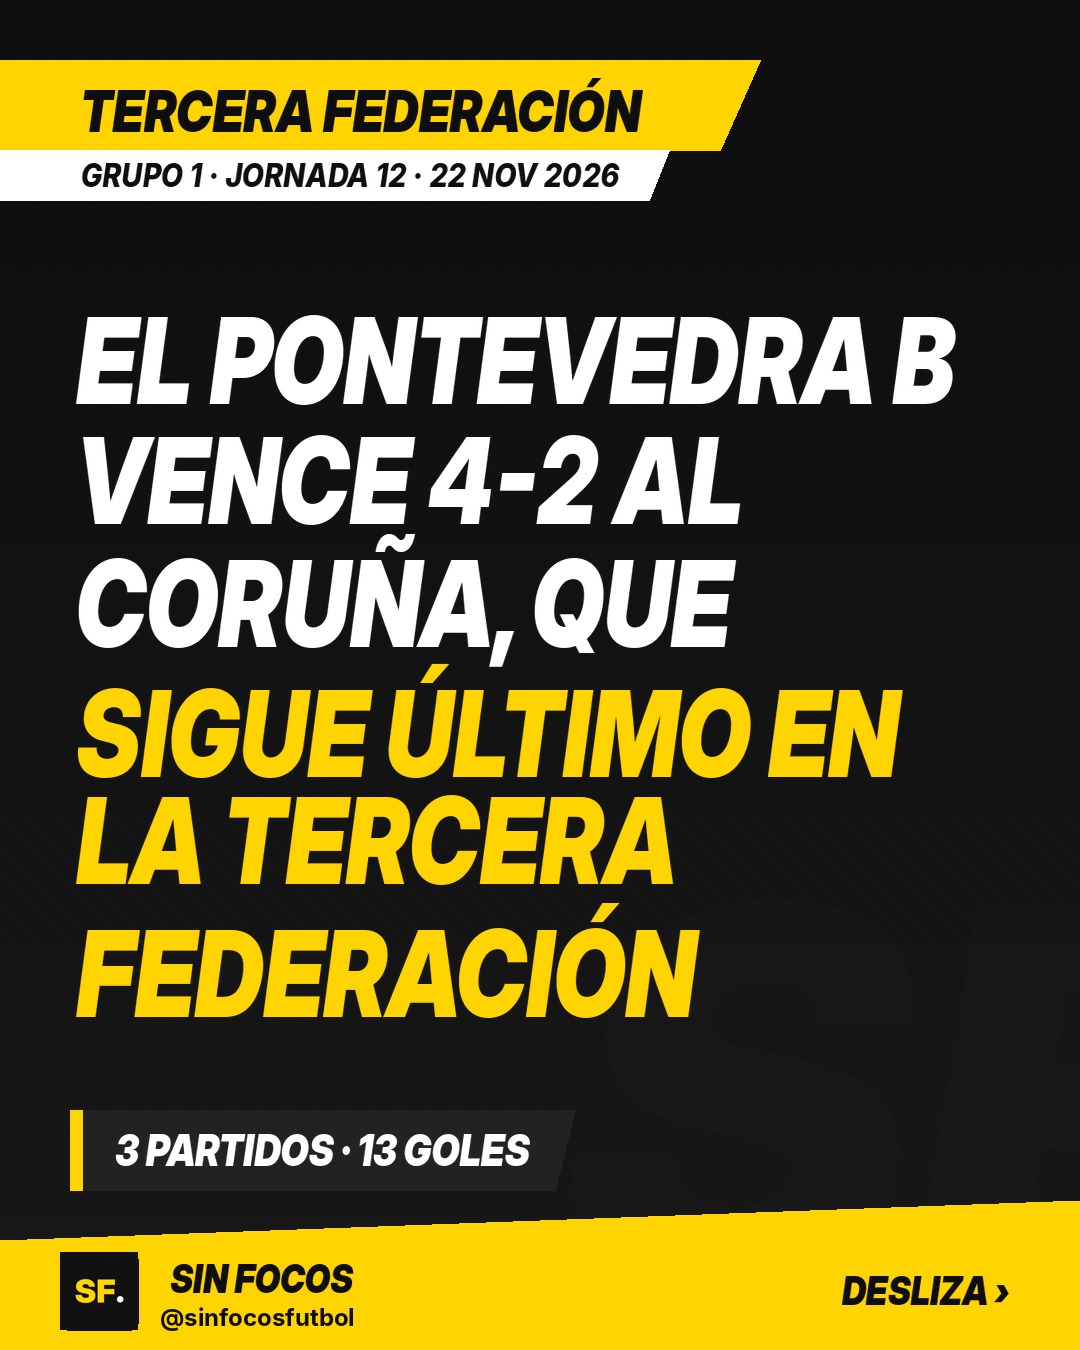 TERCERA FEDERACIÓN
GRUPO 1 · JORNADA 12 · 22 NOV 2026
EL PONTEVEDRA B
VENCE 4-2 AL
CORUÑA, QUE
SIGUE ÚLTIMO EN
LA TERCERA
FEDERACIÓN
3 PARTIDOS · 13 GOLES
SF.
SIN FOCOS
@sinfocosfutbol
DESLIZA ›